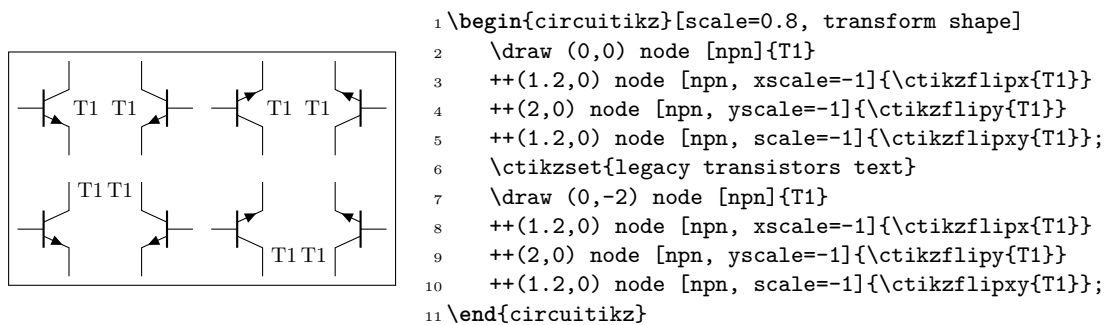 T1 T1 T1 T1
T1 T1
T1 T1
1 \begin{circuitikz}[scale=0.8, transform shape]
2     \draw (0,0) node [npn]{T1}
3     ++(1.2,0) node [npn, xscale=-1]{\ctikzflipx{T1}}
4     ++(2,0) node [npn, yscale=-1]{\ctikzflipy{T1}}
5     ++(1.2,0) node [npn, scale=-1]{\ctikzflipxy{T1}};
6     \ctikzset{legacy transistors text}
7     \draw (0,-2) node [npn]{T1}
8     ++(1.2,0) node [npn, xscale=-1]{\ctikzflipx{T1}}
9     ++(2,0) node [npn, yscale=-1]{\ctikzflipy{T1}}
10     ++(1.2,0) node [npn, scale=-1]{\ctikzflipxy{T1}};
11 \end{circuitikz}